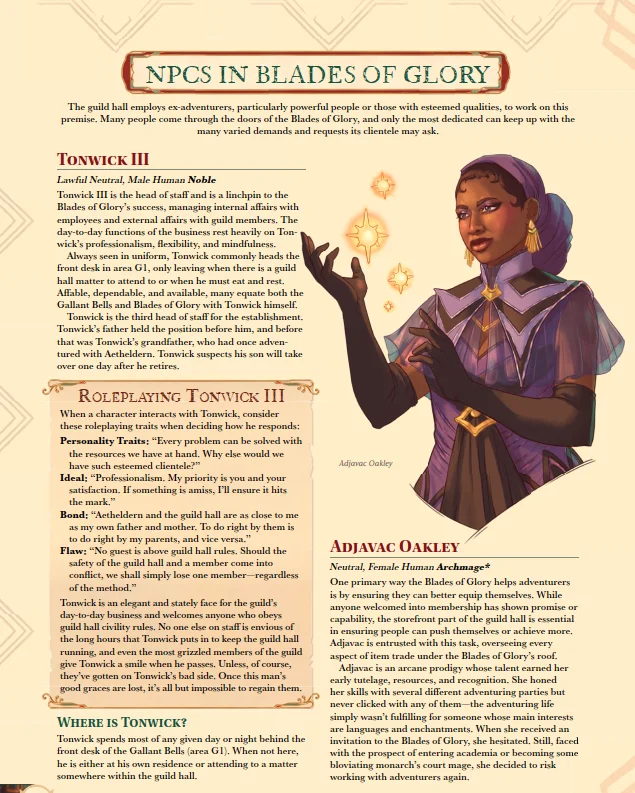 NPCS IN BLADES OF GLORY
The guild hall employs ex-adventurers, particularly powerful people or those with esteemed qualities, to work on this
premise. Many people come through the doors of the Blades of Glory, and only the most dedicated can keep up with the
many varied demands and requests its clientele may ask.
TONWICK III
Lawful Neutral, Male Human Noble
Tonwick III is the head of staff and is a linchpin to the
Blades of Glory's success, managing internal affairs with
employees and external affairs with guild members. The
day-to-day functions of the business rest heavily on Ton-
wick's professionalism, flexibility, and mindfulness.
Always seen in uniform, Tonwick commonly heads the
front desk in area G1, only leaving when there is a guild
hall matter to attend to or when he must eat and rest.
Affable, dependable, and available, many equate both the
Gallant Bells and Blades of Glory with Tonwick himself.
Tonwick is the third head of staff for the establishment.
Tonwick's father held the position before him, and before
that was Tonwick's grandfather, who had once adven-
tured with Aetheldern. Tonwick suspects his son will take
over one day after he retires.
ROLEPLAYING TONWICK III
When a character interacts with Tonwick, consider
these roleplaying traits when deciding how he responds:
Personality Traits: "Every problem can be solved with
the resources we have at hand. Why else would we
have such esteemed clientele?"
Ideal: "Professionalism. My priority is you and your
satisfaction. If something is amiss, I'll ensure it hits
the mark."
Bond: "Aetheldern and the guild hall are as close to me
as my own father and mother. To do right by them is
to do right by my parents, and vice versa."
Flaw: "No guest is above guild hall rules. Should the
safety of the guild hall and a member come into
conflict, we shall simply lose one member—regardless
of the method."
Tonwick is an elegant and stately face for the guild's
day-to-day business and welcomes anyone who obeys
guild hall civility rules. No one else on staff is envious of
the long hours that Tonwick puts in to keep the guild hall
running, and even the most grizzled members of the guild
give Tonwick a smile when he passes. Unless, of course,
they've gotten on Tonwick's bad side. Once this man's
good graces are lost, it's all but impossible to regain them.
WHERE IS TONWICK?
Tonwick spends most of any given day or night behind the
front desk of the Gallant Bells (area G1). When not here,
he is either at his own residence or attending to a matter
somewhere within the guild hall.
Adjavac Oakley
ADJAVAC OAKLEY
Neutral, Female Human Archmage*
One primary way the Blades of Glory helps adventurers
is by ensuring they can better equip themselves. While
anyone welcomed into membership has shown promise or
capability, the storefront part of the guild hall is essential
in ensuring people can push themselves or achieve more.
Adjavac is entrusted with this task, overseeing every
aspect of item trade under the Blades of Glory's roof.
Adjavac is an arcane prodigy whose talent earned her
early tutelage, resources, and recognition. She honed
her skills with several different adventuring parties but
never clicked with any of them—the adventuring life
simply wasn't fulfilling for someone whose main interests
are languages and enchantments. When she received an
invitation to the Blades of Glory, she hesitated. Still, faced
with the prospect of entering academia or becoming some
bloviating monarch's court mage, she decided to risk
working with adventurers again.